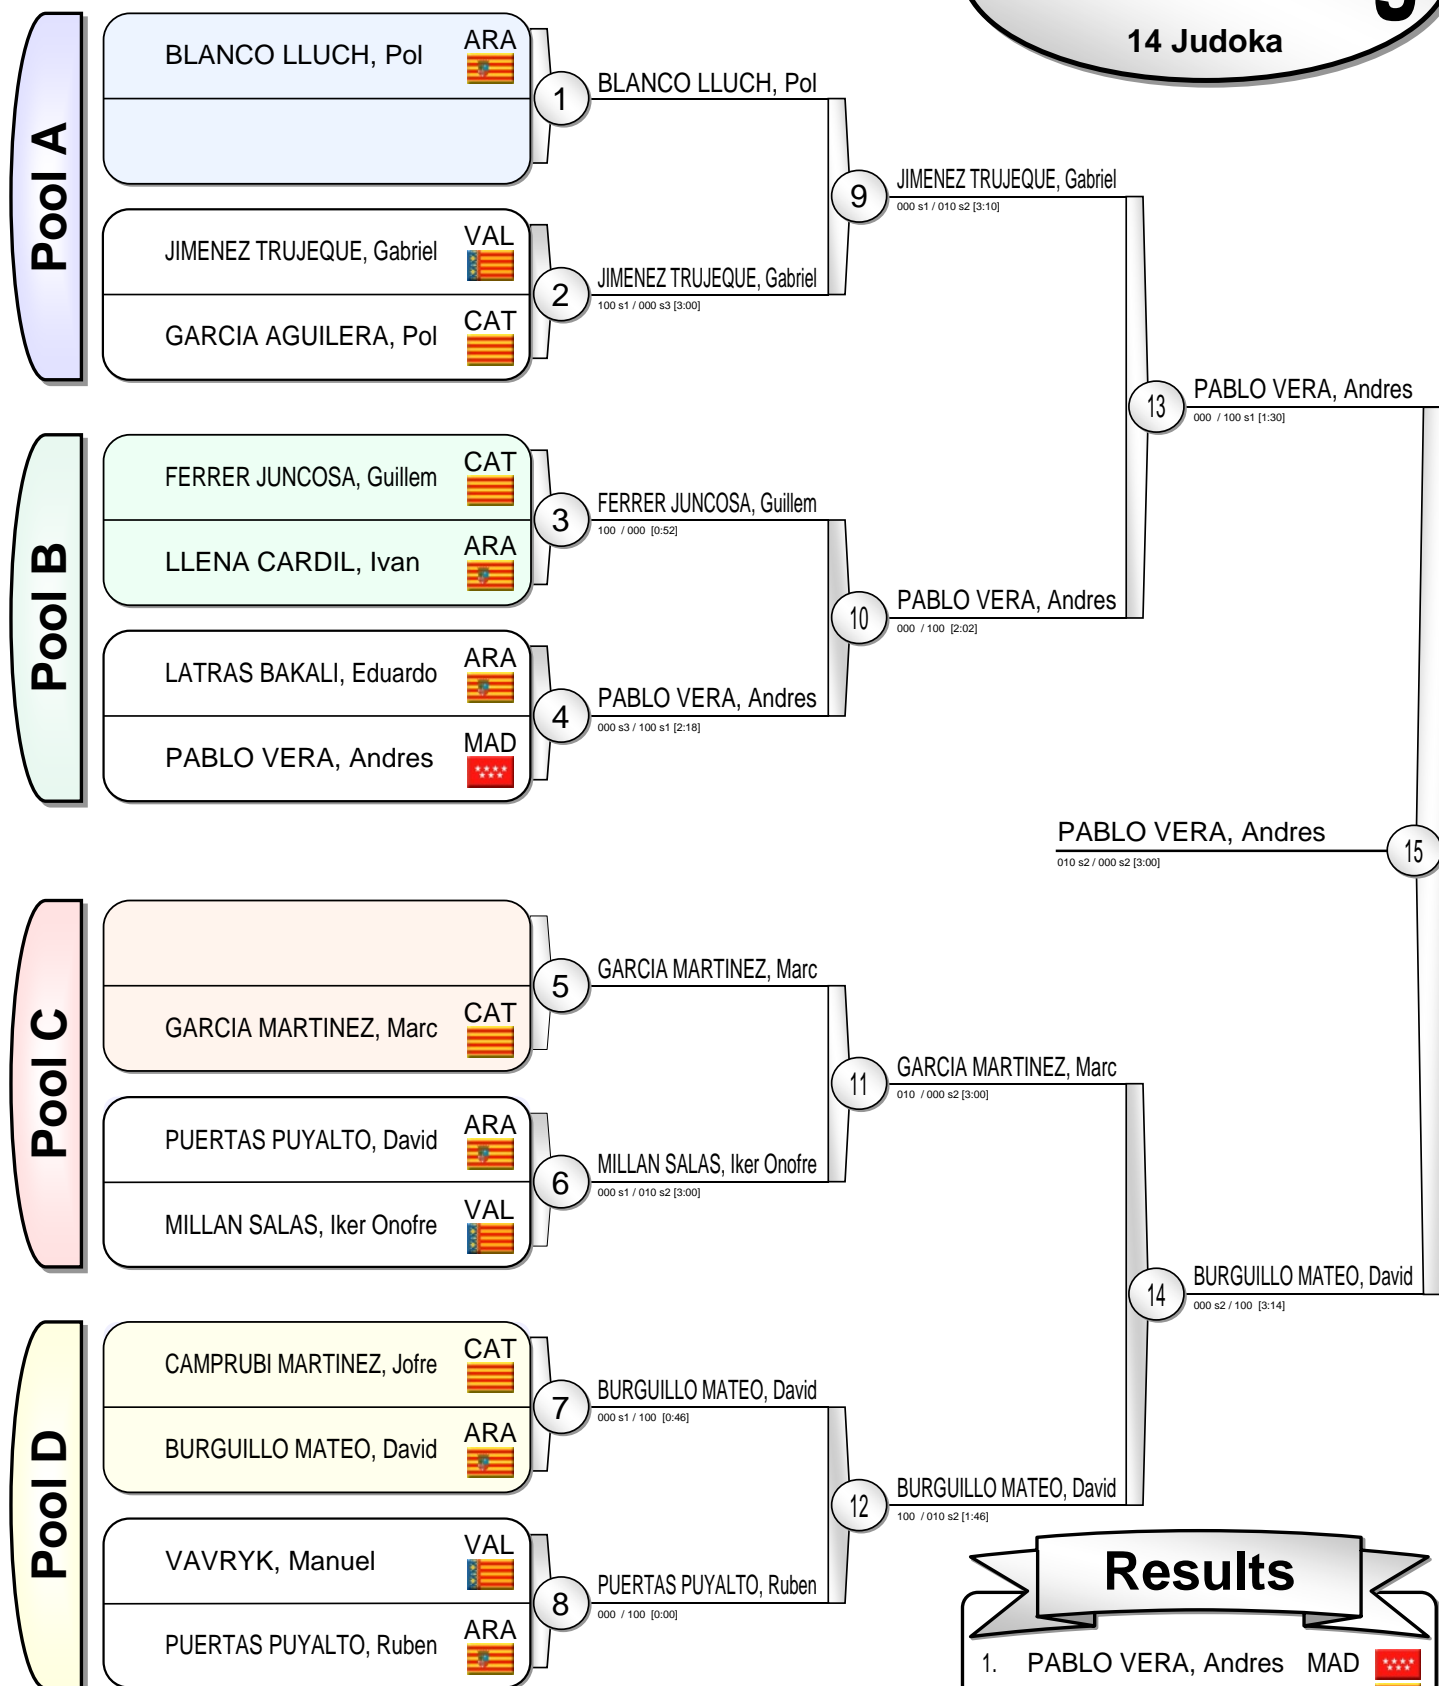 14 Judoka
Pool A
BLANCO LLUCH, Pol ARA
JIMENEZ TRUJEQUE, Gabriel VAL
GARCIA AGUILERA, Pol CAT
1
BLANCO LLUCH, Pol
2
JIMENEZ TRUJEQUE, Gabriel
100 s1 / 000 s3 [3:00]
9
JIMENEZ TRUJEQUE, Gabriel
000 s1 / 010 s2 [3:10]
Pool B
FERRER JUNCOSA, Guillem CAT
LLENA CARDIL, Ivan ARA
LATRAS BAKALI, Eduardo ARA
PABLO VERA, Andres MAD
3
FERRER JUNCOSA, Guillem
100 / 000 [0:52]
4
PABLO VERA, Andres
000 s3 / 100 s1 [2:18]
10
PABLO VERA, Andres
000 / 100 [2:02]
13
PABLO VERA, Andres
000 / 100 s1 [1:30]
PABLO VERA, Andres
010 s2 / 000 s2 [3:00]
15
Pool C
GARCIA MARTINEZ, Marc CAT
PUERTAS PUYALTO, David ARA
MILLAN SALAS, Iker Onofre VAL
5
GARCIA MARTINEZ, Marc
6
MILLAN SALAS, Iker Onofre
000 s1 / 010 s2 [3:00]
11
GARCIA MARTINEZ, Marc
010 / 000 s2 [3:00]
Pool D
CAMPRUBI MARTINEZ, Jofre CAT
BURGUILLO MATEO, David ARA
VAVRYK, Manuel VAL
PUERTAS PUYALTO, Ruben ARA
7
BURGUILLO MATEO, David
000 s1 / 100 [0:46]
8
PUERTAS PUYALTO, Ruben
000 / 100 [0:00]
12
BURGUILLO MATEO, David
100 / 010 s2 [1:46]
14
BURGUILLO MATEO, David
000 s2 / 100 [3:14]
Results
1. PABLO VERA, Andres MAD